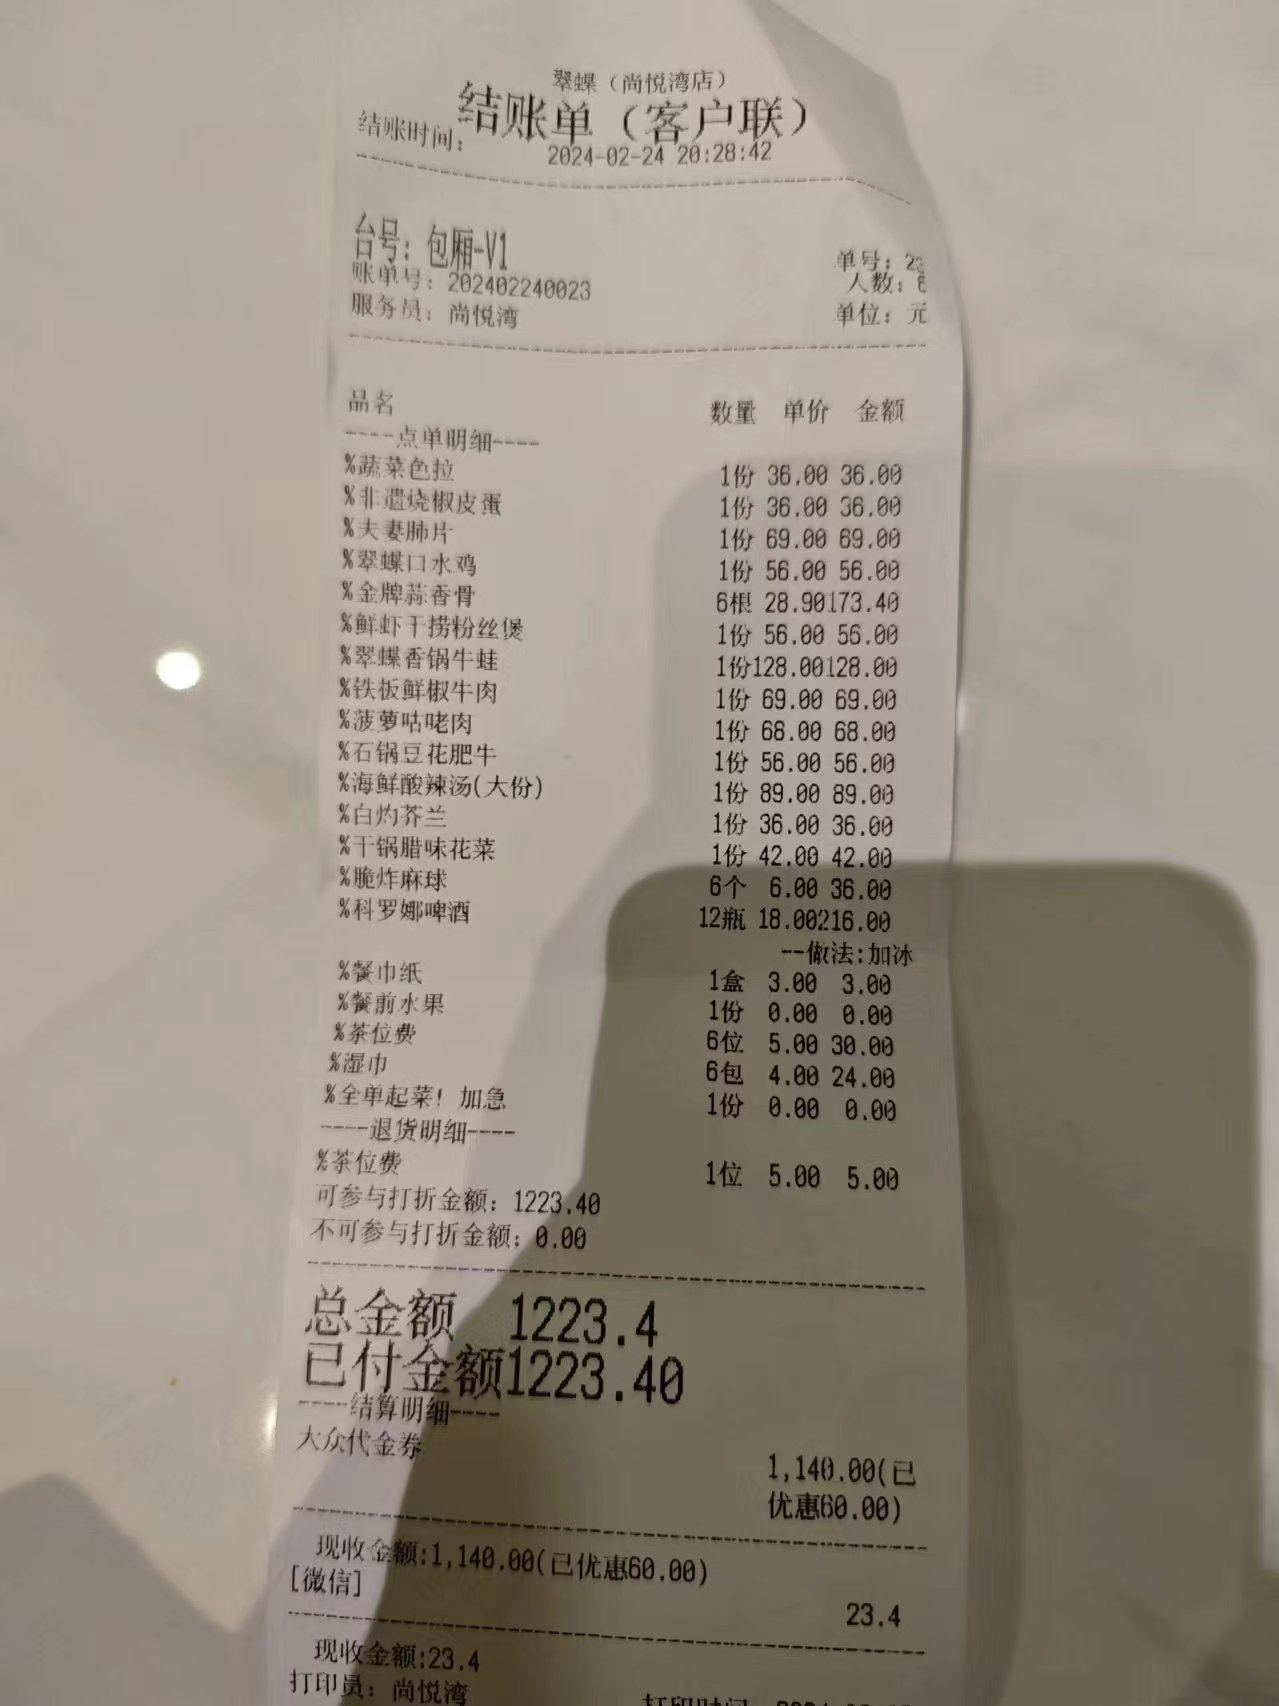 翠蝶（尚悦湾店）
结账单（客户联）
结账时间： 2024-02-24 20:28:42
台号：包厢-V1
单号：
账单号：202402240023 人数：
服务员：尚悦湾 单位：元
品名 数量 单价 金额
----点单明细----
%蔬菜色拉 1份 36.00 36.00
%非遗烧椒皮蛋 1份 36.00 36.00
%夫妻肺片 1份 69.00 69.00
%翠蝶口水鸡 1份 56.00 56.00
%金牌蒜香骨 6根 28.90173.40
%鲜虾干捞粉丝煲 1份 56.00 56.00
%翠蝶香锅牛蛙 1份128.00128.00
%铁板鲜椒牛肉 1份 69.00 69.00
%菠萝咕咾肉 1份 68.00 68.00
%石锅豆花肥牛 1份 56.00 56.00
%海鲜酸辣汤(大份) 1份 89.00 89.00
%白灼芥兰 1份 36.00 36.00
%干锅腊味花菜 1份 42.00 42.00
%脆炸麻球 6个 6.00 36.00
%科罗娜啤酒 12瓶 18.00216.00
--做法:加冰
%餐巾纸 1盒 3.00 3.00
%餐前水果 1份 0.00 0.00
%茶位费 6位 5.00 30.00
%湿巾 6包 4.00 24.00
%全单起菜！加急 1份 0.00 0.00
----退货明细----
%茶位费 1位 5.00 5.00
可参与打折金额：1223.40
不可参与打折金额：0.00
总金额 1223.4
已付金额1223.40
----结算明细----
大众代金券 1,140.00(已
优惠60.00)
现收金额:1,140.00(已优惠60.00)
[微信] 23.4
现收金额:23.4
打印员：尚悦湾 打印时间